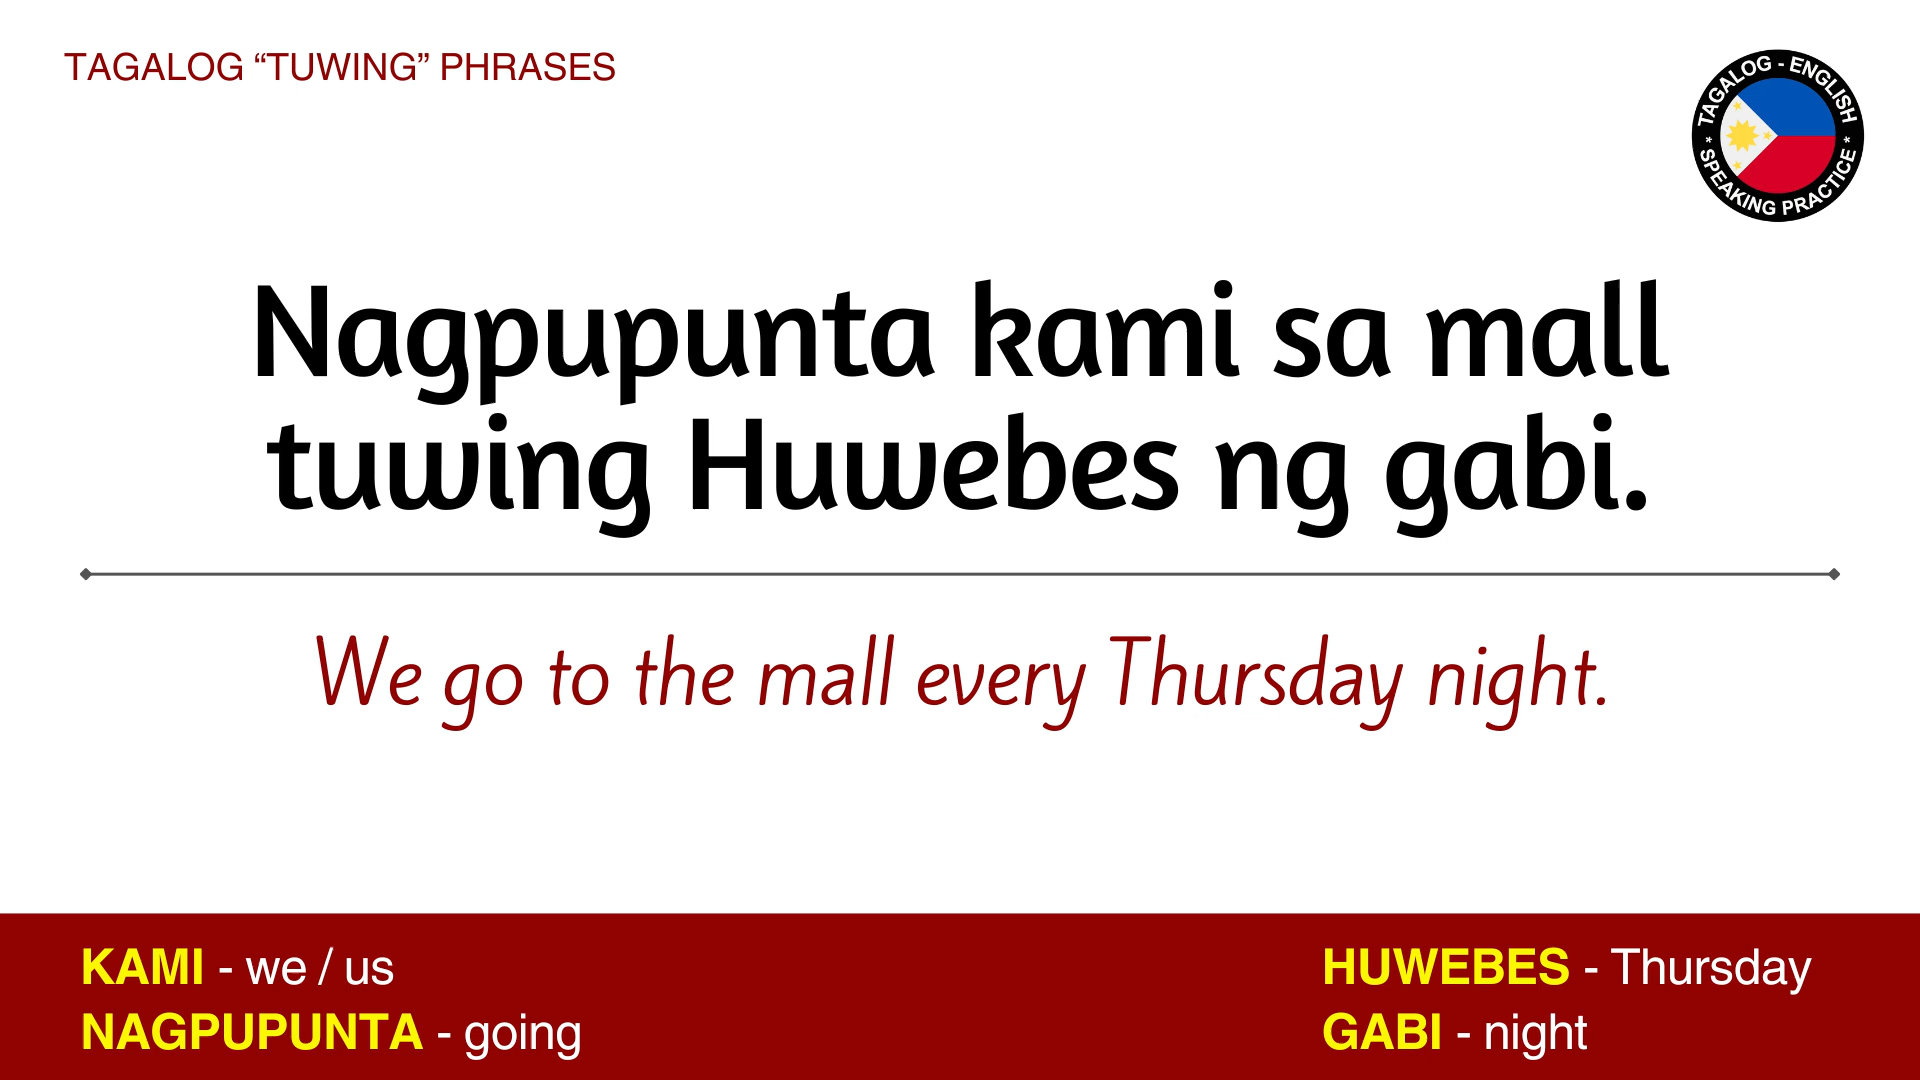 TAGALOG “TUWING” PHRASES
TAGALOG - ENGLISH
* SPEAKING PRACTICE *
Nagpupunta kami sa mall
tuwing Huwebes ng gabi.
We go to the mall every Thursday night.
KAMI - we / us
NAGPUPUNTA - going
HUWEBES - Thursday
GABI - night